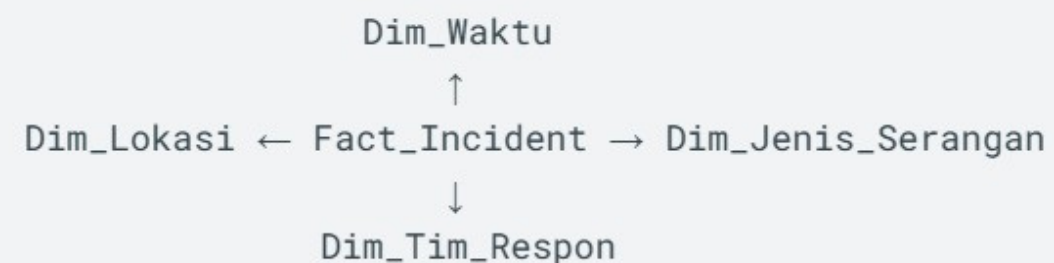 Dim_Waktu
↑
Dim_Lokasi ← Fact_Incident → Dim_Jenis_Serangan
↓
Dim_Tim_Respon